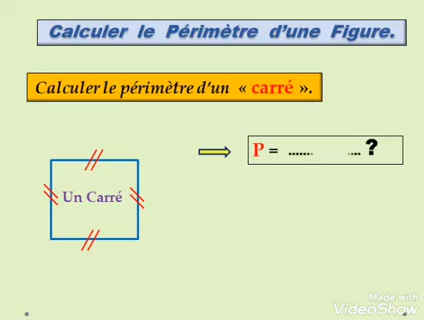 Calculer le Périmètre d'une Figure.
Calculer le périmètre d'un « carré ».
P = ....... .... ?
Un Carré
Made with
VideoShow